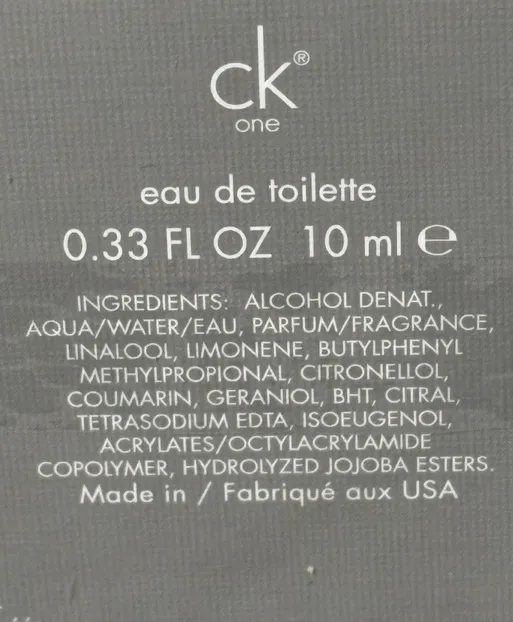 ck®
one
eau de toilette
0.33 FL OZ 10 ml ℮
INGREDIENTS: ALCOHOL DENAT.,
AQUA/WATER/EAU, PARFUM/FRAGRANCE,
LINALOOL, LIMONENE, BUTYLPHENYL
METHYLPROPIONAL, CITRONELLOL,
COUMARIN, GERANIOL, BHT, CITRAL,
TETRASODIUM EDTA, ISOEUGENOL,
ACRYLATES/OCTYLACRYLAMIDE
COPOLYMER, HYDROLYZED JOJOBA ESTERS.
Made in / Fabriqué aux USA